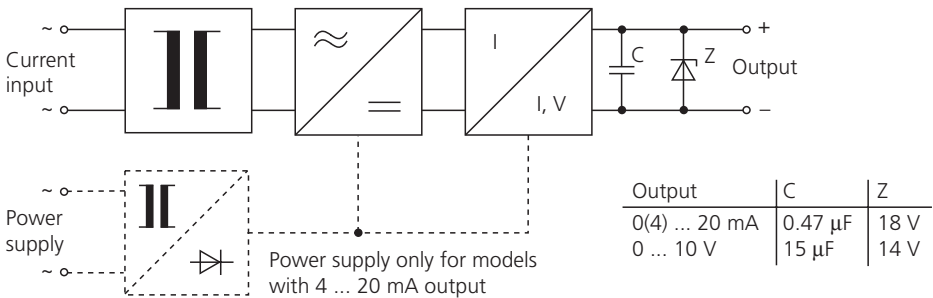 ~ +
Current input
~ I I, V C Z Output −
~
Power supply
~
Power supply only for models
with 4 ... 20 mA output
Output C Z
0(4) ... 20 mA 0.47 µF 18 V
0 ... 10 V 15 µF 14 V